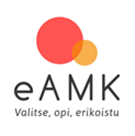 eAMK
Valitse, opi, erikoistu